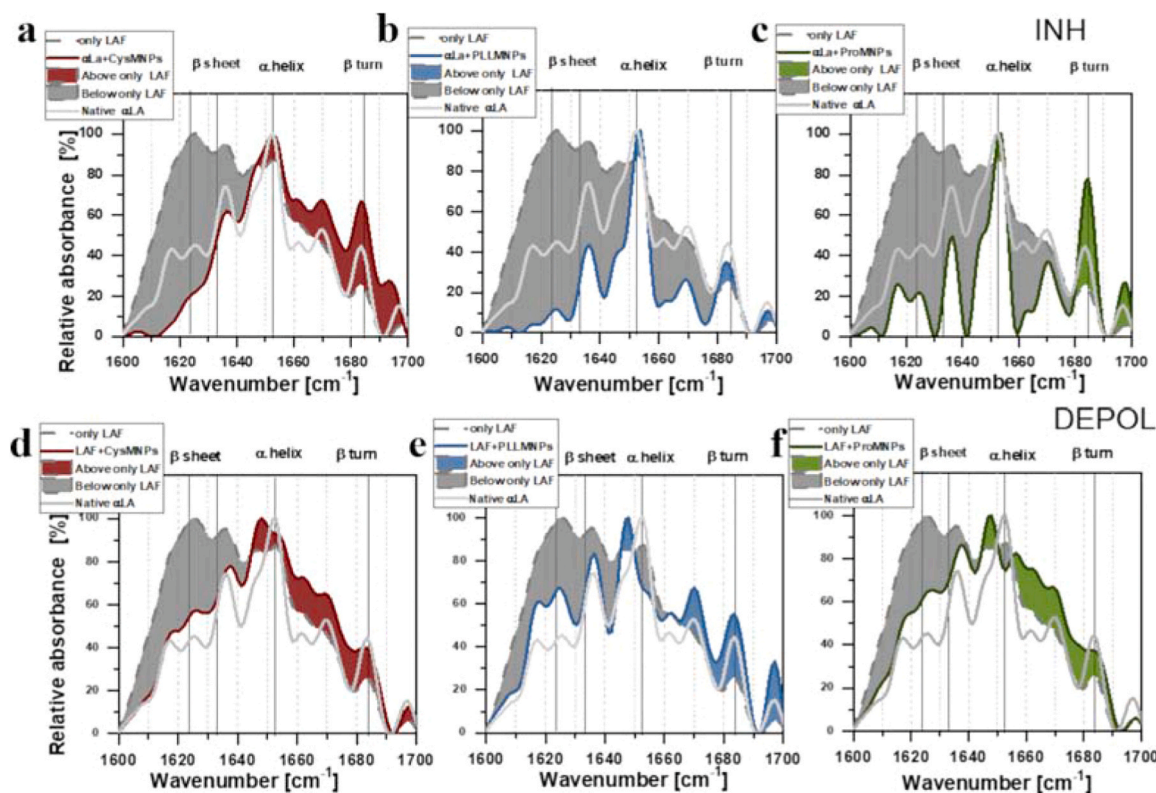 a
only LAF
αLa+CysMNPs
Above only LAF
Below only LAF
Native αLA
β sheet
α helix
β turn
b
only LAF
αLa+PLLMNPs
Above only LAF
Below only LAF
Native αLA
β sheet
α.helix
β turn
c
only LAF
αLa+ProMNPs
Above only LAF
Below only LAF
Native αLA
β sheet
α.helix
β turn
INH
Relative absorbance [%]
100
80
60
40
20
0
1600 1620 1640 1660 1680 1700
Wavenumber [cm⁻¹]
100
80
60
40
20
0
1600 1620 1640 1660 1680 1700
Wavenumber [cm⁻¹]
100
80
60
40
20
0
1600 1620 1640 1660 1680 1700
Wavenumber [cm⁻¹]
d
only LAF
LAF+CysMNPs
Above only LAF
Below only LAF
Native αLA
β sheet
α.helix
β turn
e
only LAF
LAF+PLLMNPs
Above only LAF
Below only LAF
Native αLA
β sheet
α.helix
β turn
f
only LAF
LAF+ProMNPs
Above only LAF
Below only LAF
Native αLA
β sheet
α.helix
β turn
DEPOL
Relative absorbance [%]
100
80
60
40
20
0
1600 1620 1640 1660 1680 1700
Wavenumber [cm⁻¹]
100
80
60
40
20
0
1600 1620 1640 1660 1680 1700
Wavenumber [cm⁻¹]
100
80
60
40
20
0
1600 1620 1640 1660 1680 1700
Wavenumber [cm⁻¹]